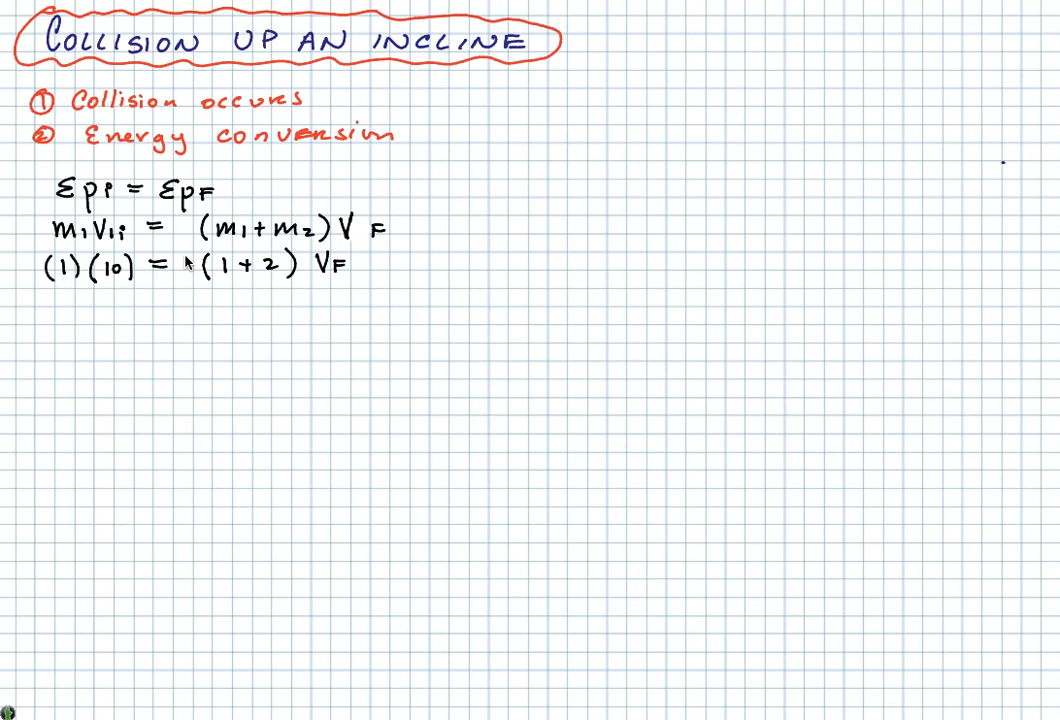 COLLISION UP AN INCLINE
① Collision occurs
② Energy conversion
Σpi = ΣpF
m1V1i = (m1+m2)V F
(1)(10) = (1+2) VF